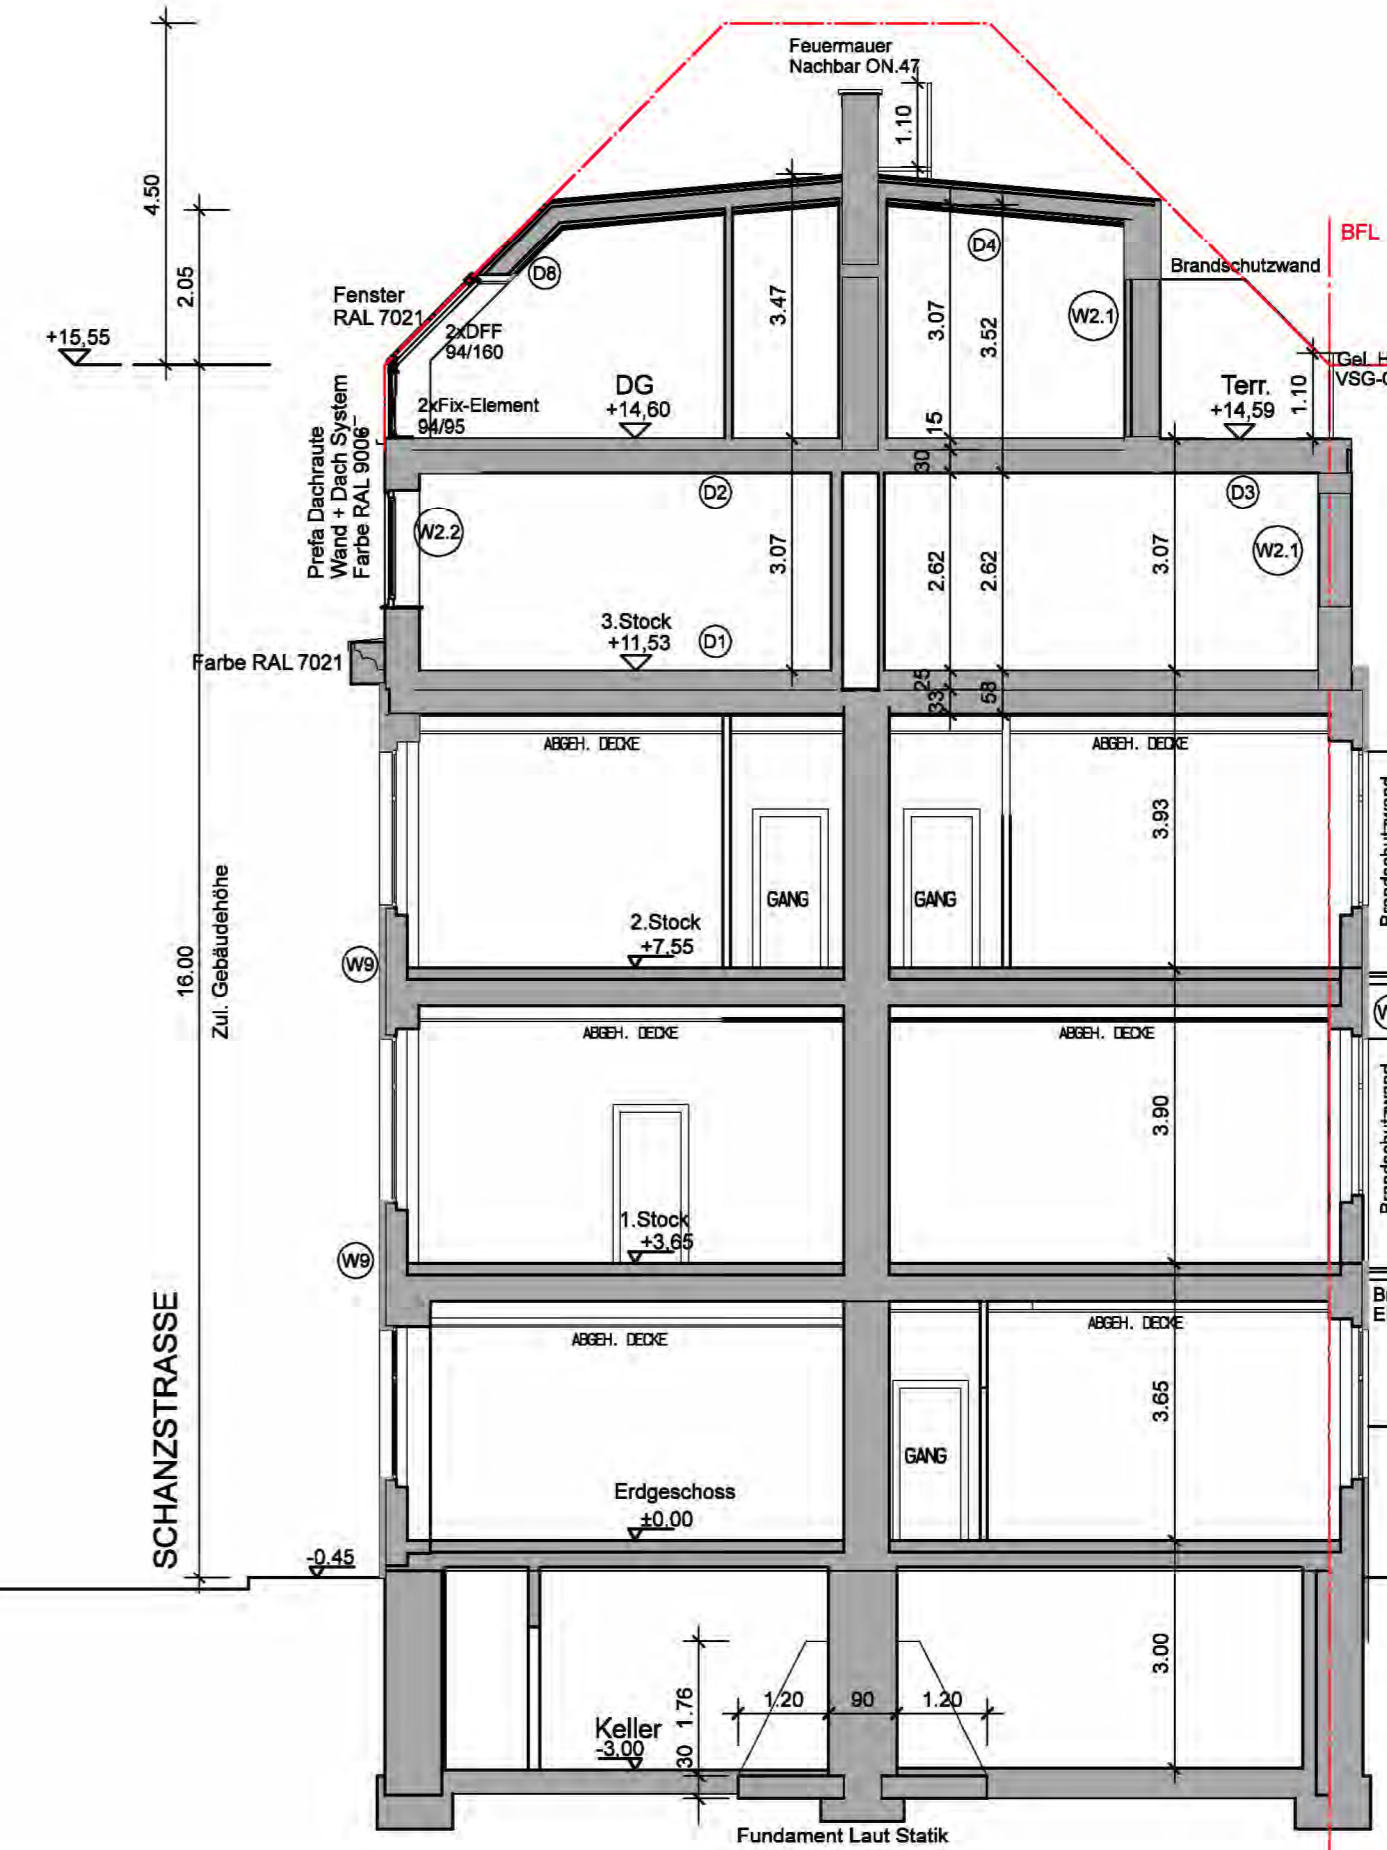 Feuermauer
Nachbar ON.47
1.10
4.50
2.05
BFL
Brandschutzwand
D4
D8
Fenster
RAL 7021
3.47
3.07
3.52
W2.1
+15,55
2xDFF
94/160
Gel.
VSG-
1.10
DG
+14,60
Terr.
+14,59
2xFix-Element
94/95
15
30
Prefa Dachraute
Wand + Dach System
Farbe RAL 9006
D2
D3
W2.2
W2.1
3.07
2.62
2.62
3.07
3.Stock
+11,53
D1
Farbe RAL 7021
25
33
58
ABGEH. DECKE
ABGEH. DECKE
3.93
Brandschutzwand
GANG
GANG
2.Stock
+7,55
16.00
Zul. Gebäudehöhe
W9
ABGEH. DECKE
ABGEH. DECKE
3.90
Brandschutzwand
1.Stock
+3,65
W9
SCHANZSTRASSE
ABGEH. DECKE
ABGEH. DECKE
3.65
GANG
Erdgeschoss
±0,00
-0.45
3.00
1.76
30
1.20
90
1.20
Keller
-3,00
Fundament Laut Statik